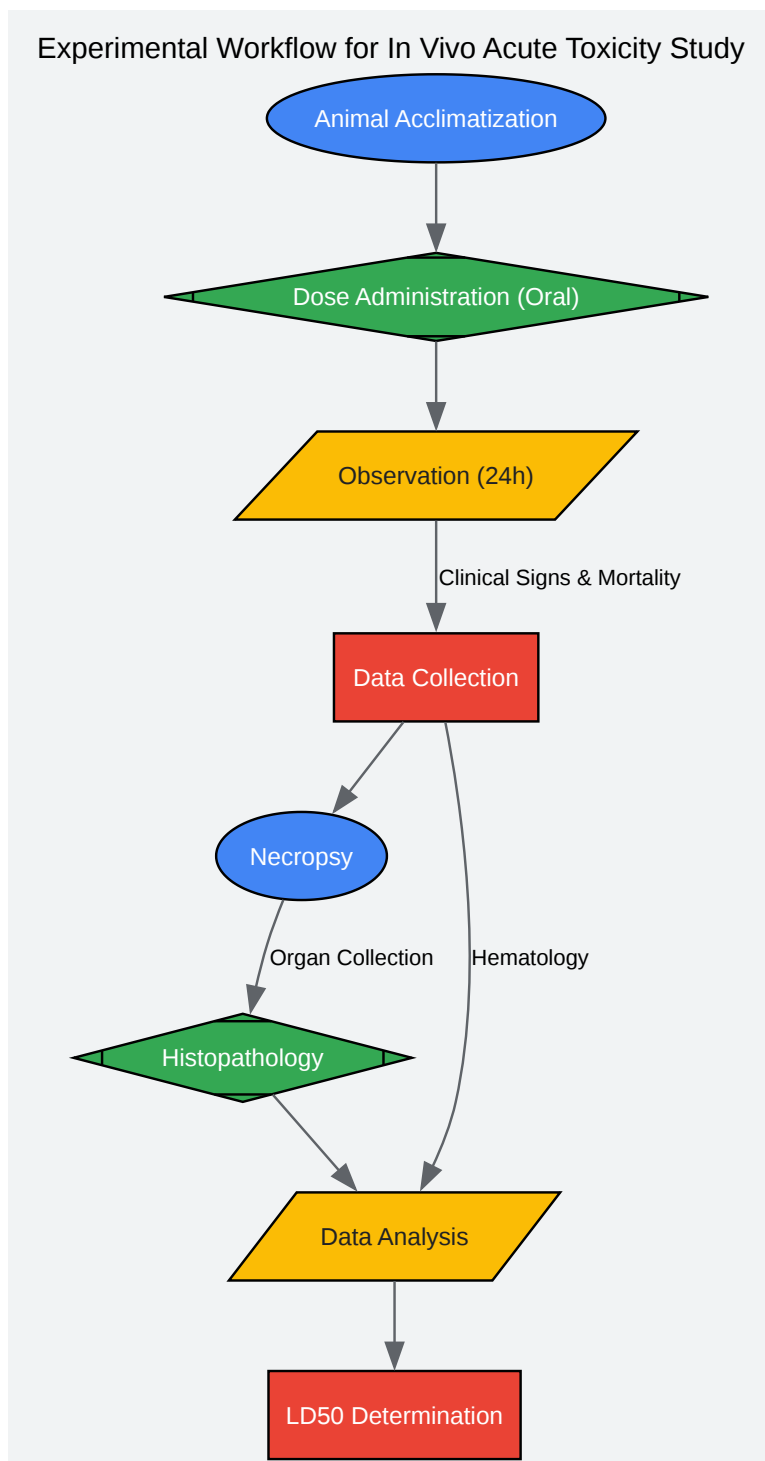 Experimental Workflow for In Vivo Acute Toxicity Study
Animal Acclimatization
Dose Administration (Oral)
Observation (24h)
Clinical Signs & Mortality
Data Collection
Necropsy
Organ Collection
Hematology
Histopathology
Data Analysis
LD50 Determination